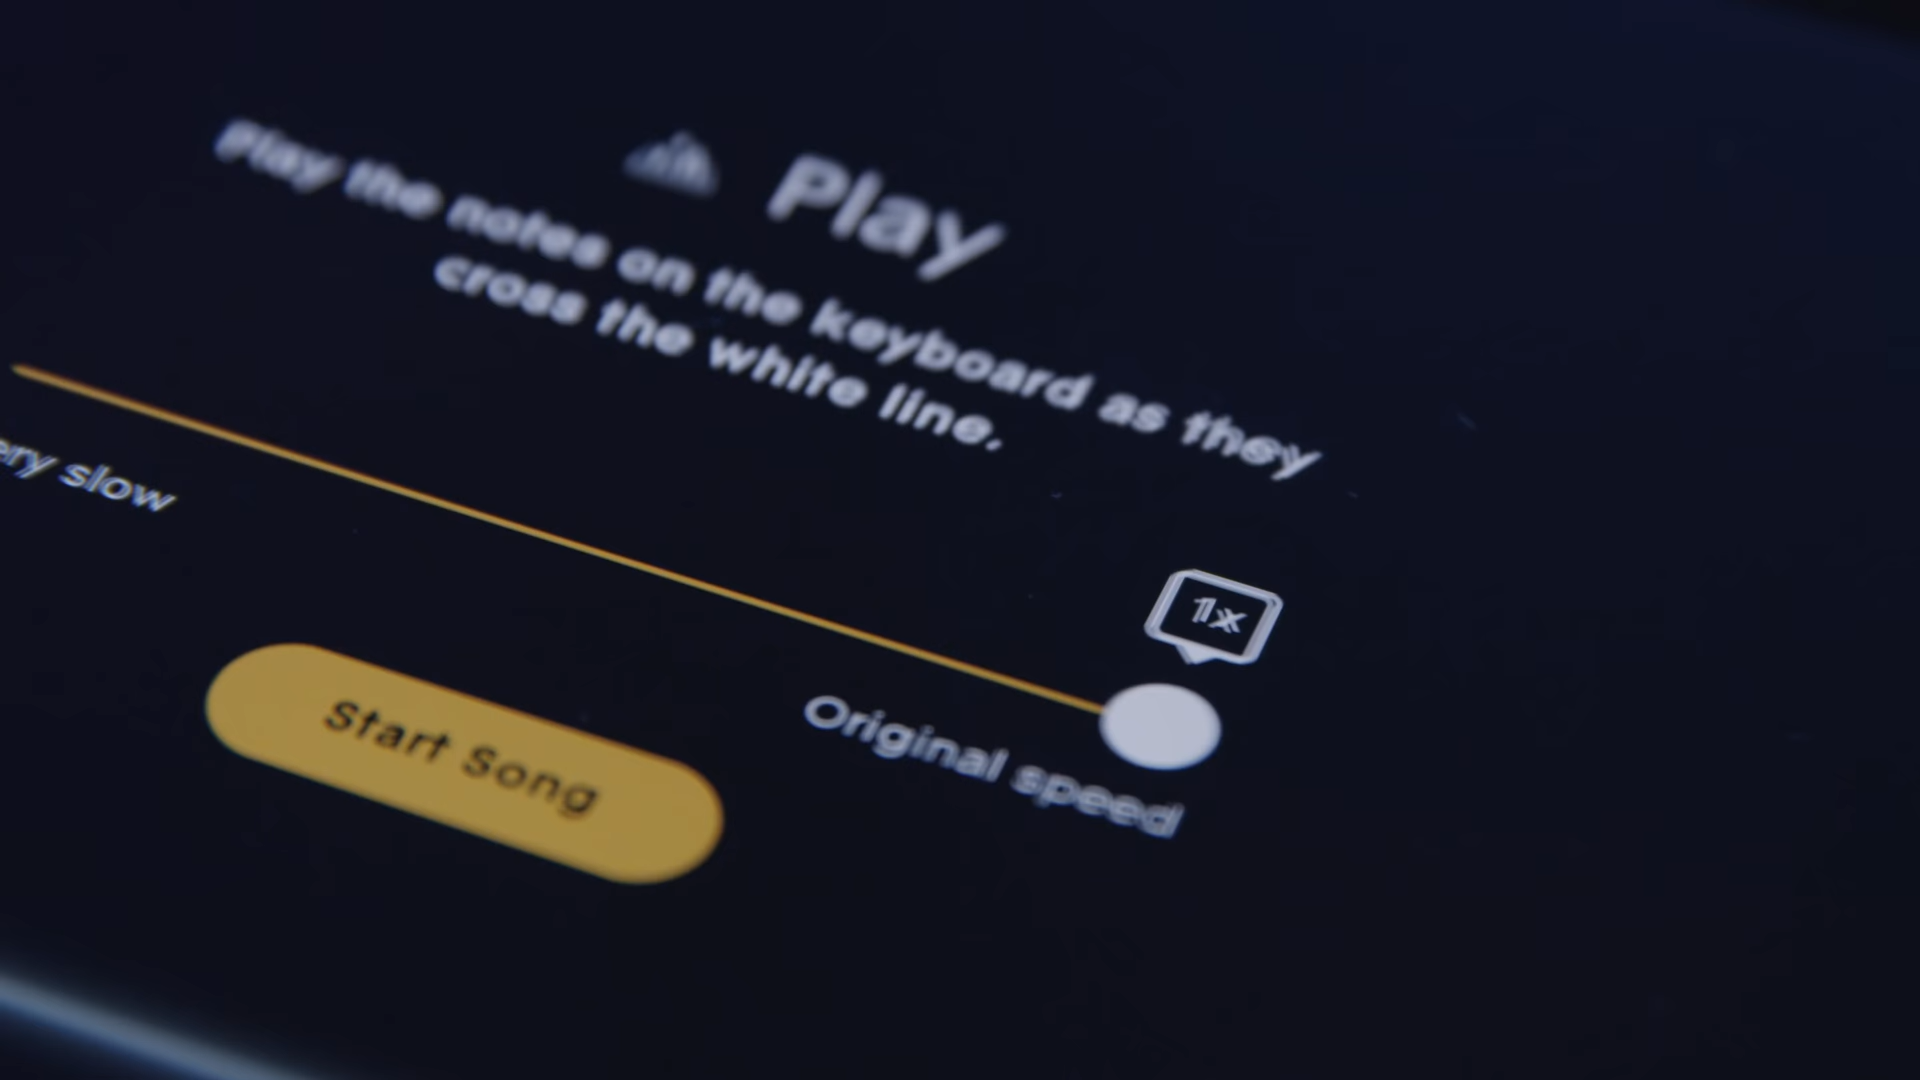 Play
Play the notes on the keyboard as they
cross the white line.
1x
ery slow
Original speed
Start Song